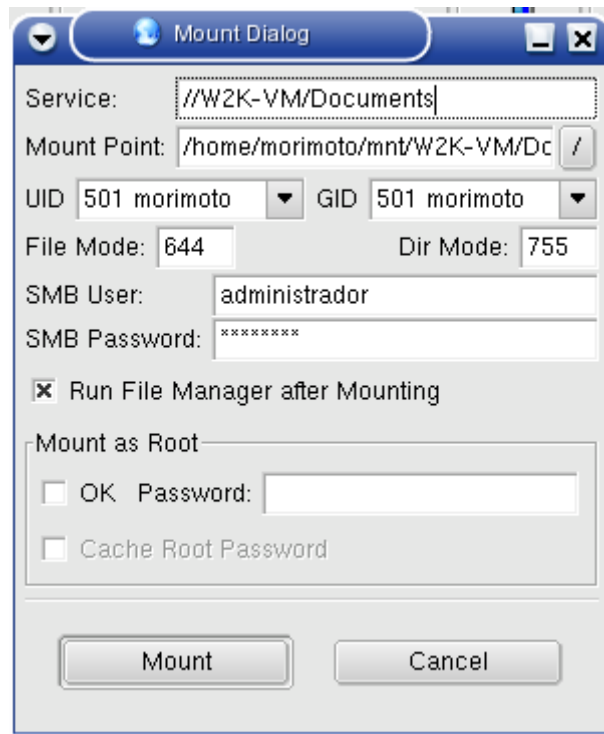 Mount Dialog
Service: //W2K-VM/Documents
Mount Point: /home/morimoto/mnt/W2K-VM/Dc /
UID 501 morimoto GID 501 morimoto
File Mode: 644 Dir Mode: 755
SMB User: administrador
SMB Password: ********
Run File Manager after Mounting
Mount as Root
OK Password:
Cache Root Password
Mount Cancel